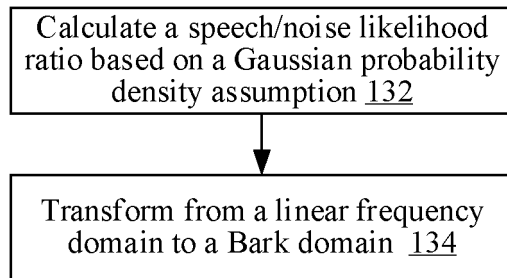 Calculate a speech/noise likelihood
ratio based on a Gaussian probability
density assumption 132
Transform from a linear frequency
domain to a Bark domain 134